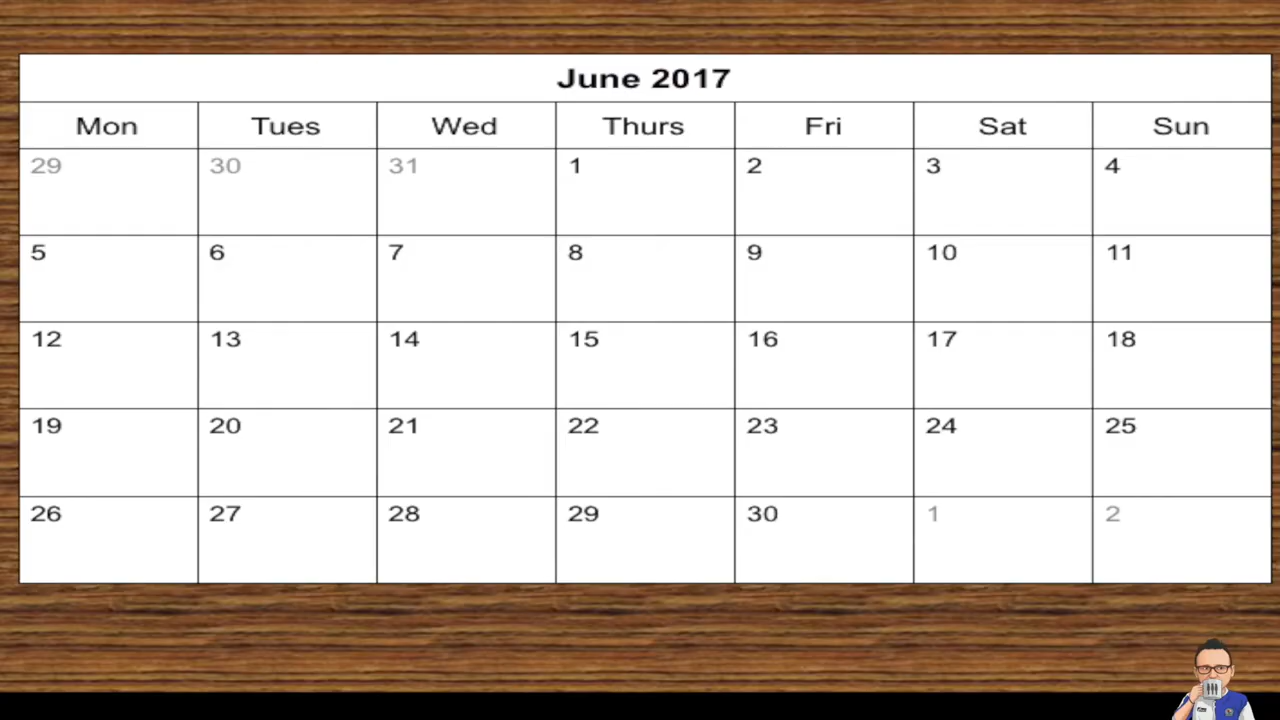 June 2017
Mon Tues Wed Thurs Fri Sat Sun
29 30 31 1 2 3 4
5 6 7 8 9 10 11
12 13 14 15 16 17 18
19 20 21 22 23 24 25
26 27 28 29 30 1 2